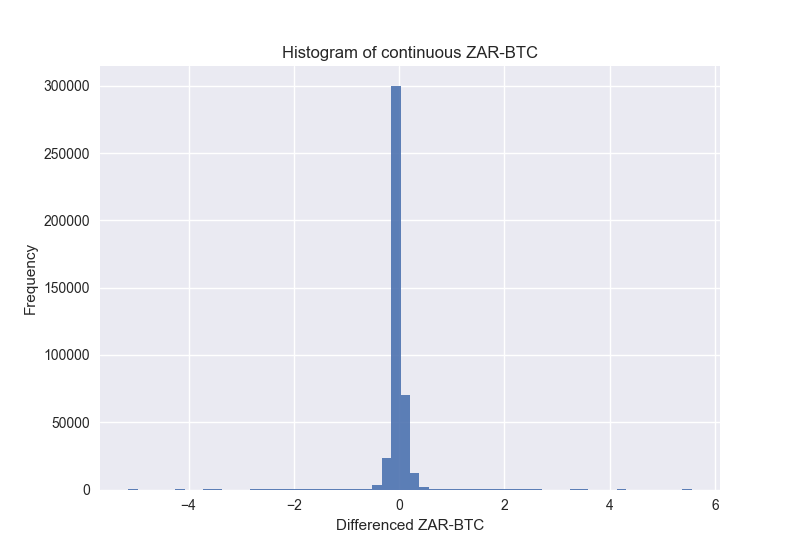 Histogram of continuous ZAR-BTC
300000
250000
200000
150000
100000
50000
0
Frequency
−4 −2 0 2 4 6
Differenced ZAR-BTC